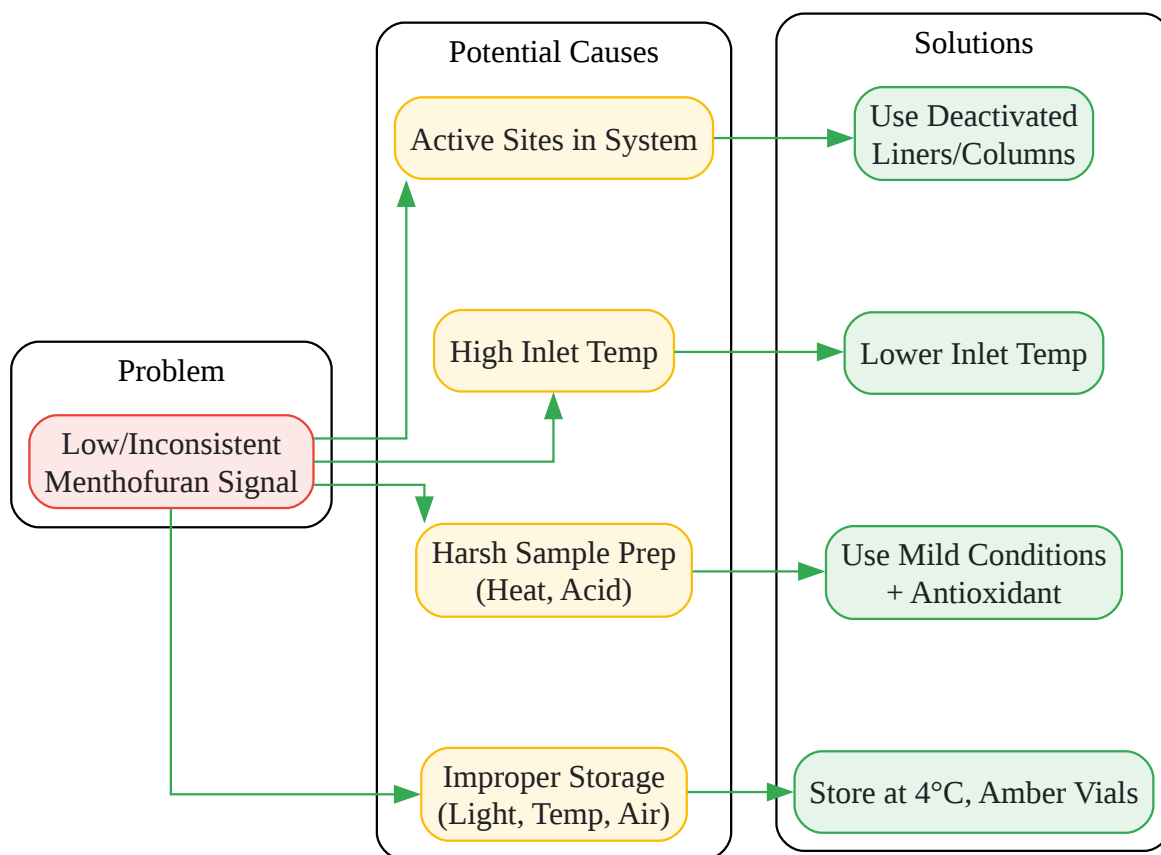 Problem
Low/Inconsistent
Menthofuran Signal
Potential Causes
Active Sites in System
High Inlet Temp
Harsh Sample Prep
(Heat, Acid)
Improper Storage
(Light, Temp, Air)
Solutions
Use Deactivated
Liners/Columns
Lower Inlet Temp
Use Mild Conditions
+ Antioxidant
Store at 4°C, Amber Vials